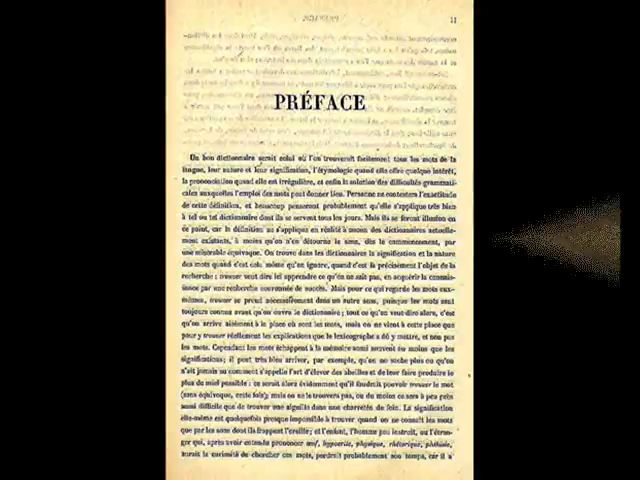 II
PRÉFACE
Un bon dictionnaire serait celui où l'on trouverait facilement tous les mots de la
langue, leur nature et leur signification, l'étymologie quand elle offre quelque intérêt,
la prononciation quand elle est irrégulière, et enfin la solution des difficultés grammati-
cales auxquelles l'emploi des mots peut donner lieu. Personne ne contestera l'exactitude
de cette définition, et beaucoup penseront probablement qu'elle s'applique très bien
à tel ou tel dictionnaire dont ils se servent tous les jours. Mais ils se feront illusion en
ce point, car la définition ne s'applique en réalité à aucun des dictionnaires actuelle-
ment existants, à moins qu'on n'en détourne le sens, dès le commencement, par
une misérable équivoque. On trouve dans les dictionnaires la signification et la nature
des mots quand c'est cela même qu'on ignore, quand c'est là précisément l'objet de la
recherche : trouver veut dire ici apprendre ce qu'on ne sait pas, en acquérir la connais-
sance par une recherche couronnée de succès. Mais pour ce qui regarde les mots eux-
mêmes, trouver se prend nécessairement dans un autre sens, puisque les mots sont
toujours connus avant qu'on ouvre le dictionnaire ; tout ce qu'on veut dire alors, c'est
qu'on arrive aisément à la place où sont les mots, mais on ne vient à cette place que
pour y trouver réellement les explications que le lexicographe a dû y mettre, et non pas
les mots. Cependant les mots échappent à la mémoire aussi souvent au moins que les
significations ; il peut très bien arriver, par exemple, qu'on ne sache plus ou qu'on
n'ait jamais su comment s'appelle l'art d'élever des abeilles et de leur faire produire le
plus de miel possible : ce serait alors évidemment qu'il faudrait pouvoir trouver le mot
(sans équivoque, cette fois); mais on ne le trouvera pas, ou du moins ce sera à peu près
aussi difficile que de trouver une aiguille dans une charretée de foin. La signification
elle-même est quelquefois presque impossible à trouver quand on ne connaît les mots
que par les sons dont ils frappent l'oreille ; et l'enfant, l'homme peu instruit, ou l'étran-
ger qui, après avoir entendu prononcer œuf, hypocrite, physique, rhétorique, phthisie,
aurait la curiosité de chercher ces mots, perdrait probablement son temps, car il a